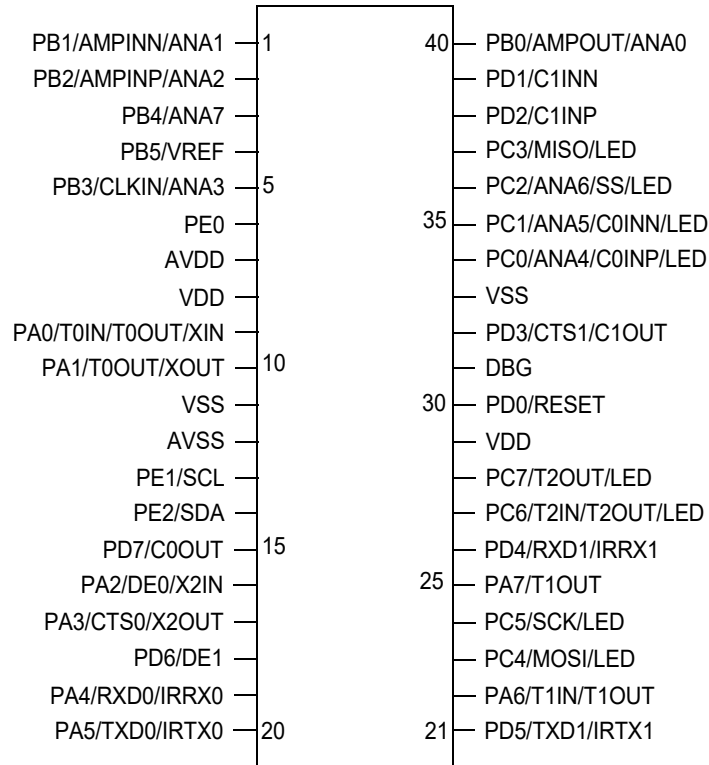 PB1/AMPINN/ANA1 1 40 PB0/AMPOUT/ANA0
PB2/AMPINP/ANA2 PD1/C1INN
PB4/ANA7 PD2/C1INP
PB5/VREF PC3/MISO/LED
PB3/CLKIN/ANA3 5 PC2/ANA6/SS/LED
PE0 35 PC1/ANA5/C0INN/LED
AVDD PC0/ANA4/C0INP/LED
VDD VSS
PA0/T0IN/T0OUT/XIN PD3/CTS1/C1OUT
PA1/T0OUT/XOUT 10 DBG
VSS 30 PD0/RESET
AVSS VDD
PE1/SCL PC7/T2OUT/LED
PE2/SDA PC6/T2IN/T2OUT/LED
PD7/C0OUT 15 PD4/RXD1/IRRX1
PA2/DE0/X2IN 25 PA7/T1OUT
PA3/CTS0/X2OUT PC5/SCK/LED
PD6/DE1 PC4/MOSI/LED
PA4/RXD0/IRRX0 PA6/T1IN/T1OUT
PA5/TXD0/IRTX0 20 21 PD5/TXD1/IRTX1